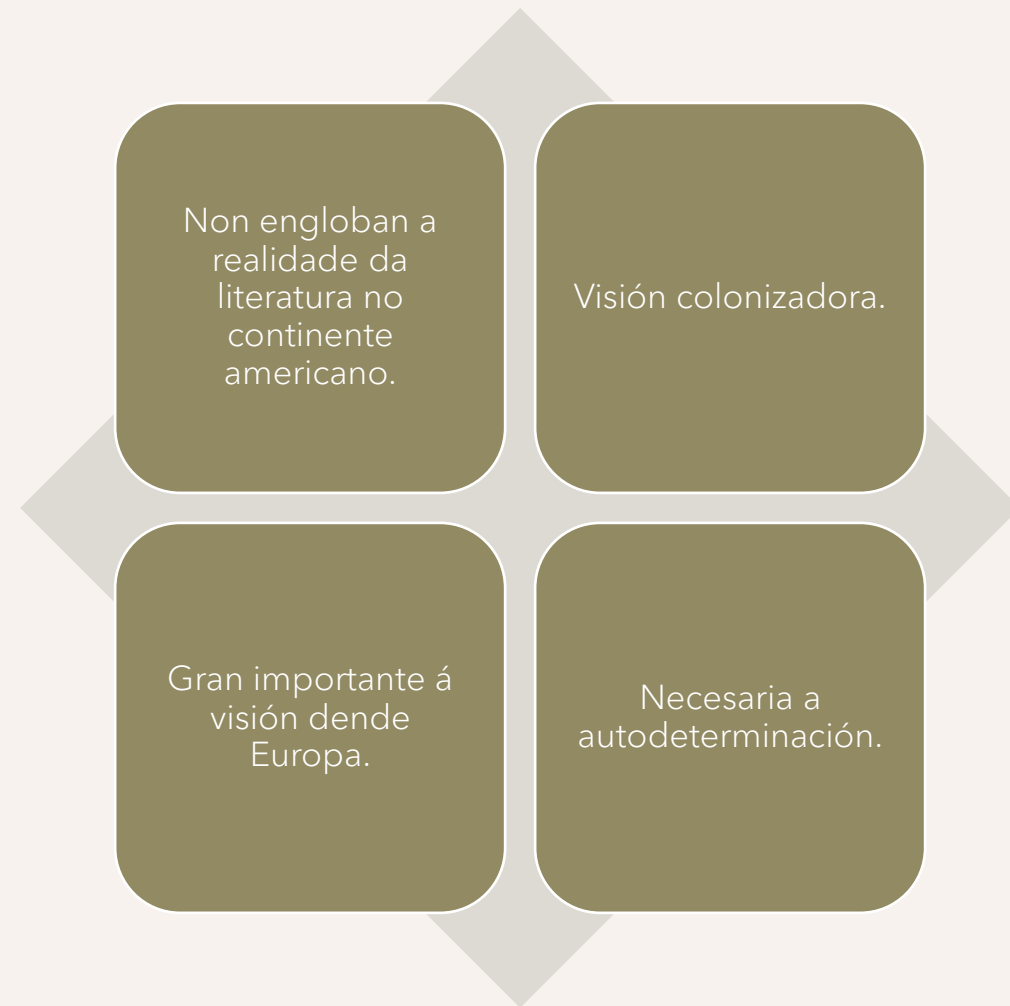 Non engloban a
realidade da
literatura no
continente
americano.
Visión colonizadora.
Gran importante á
visión dende
Europa.
Necesaria a
autodeterminación.